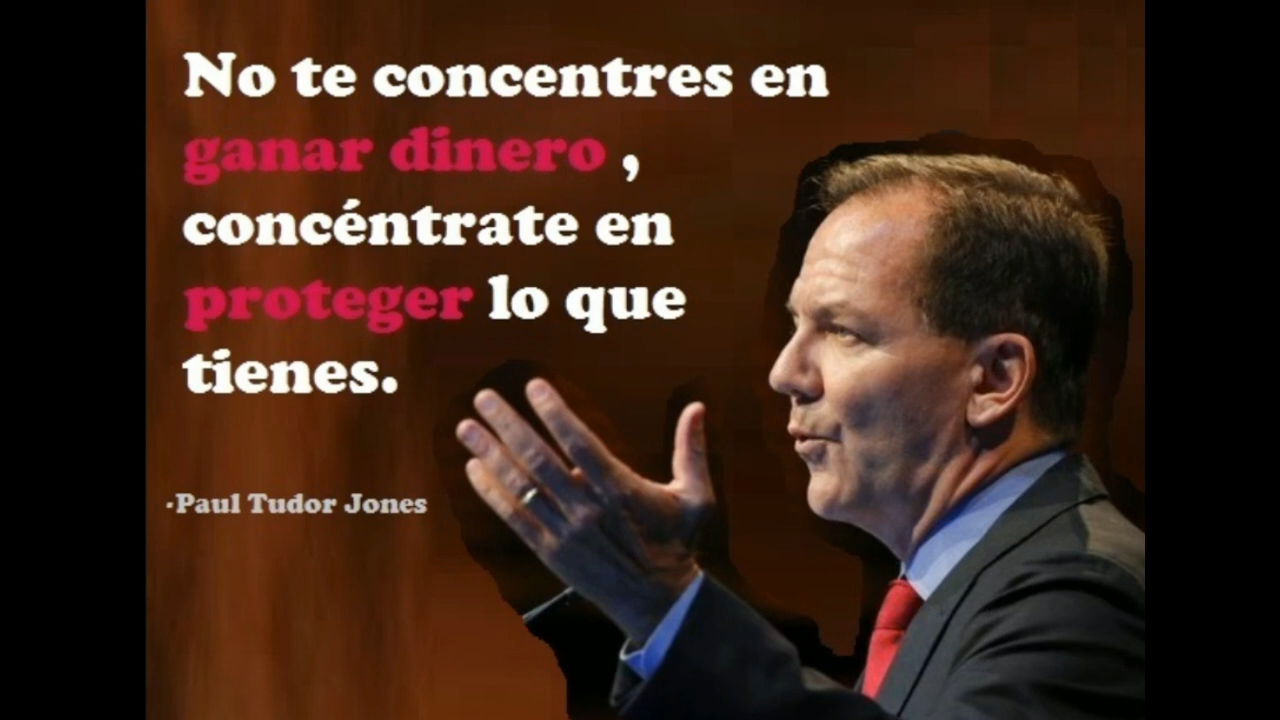 No te concentres en
ganar dinero ,
concéntrate en
proteger lo que
tienes.
-Paul Tudor Jones